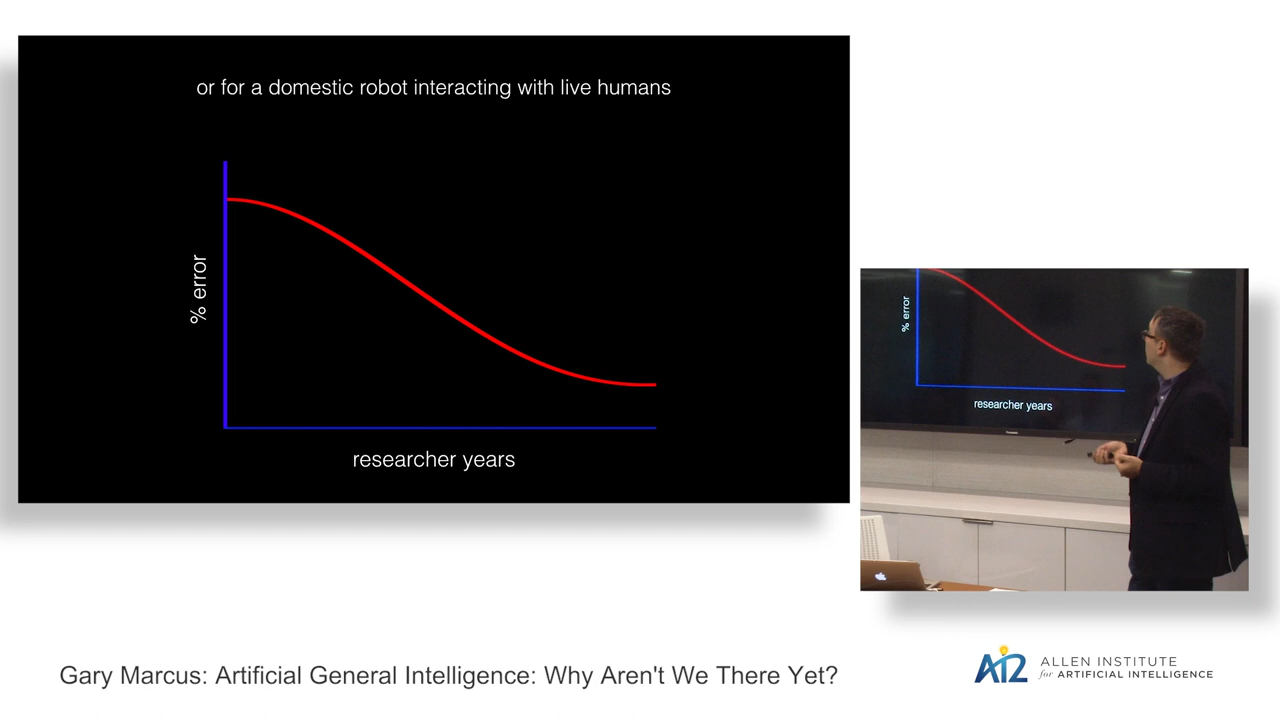 or for a domestic robot interacting with live humans
% error
researcher years
% error
researcher years
Gary Marcus: Artificial General Intelligence: Why Aren't We There Yet?
AI2 ALLEN INSTITUTE
for ARTIFICIAL INTELLIGENCE